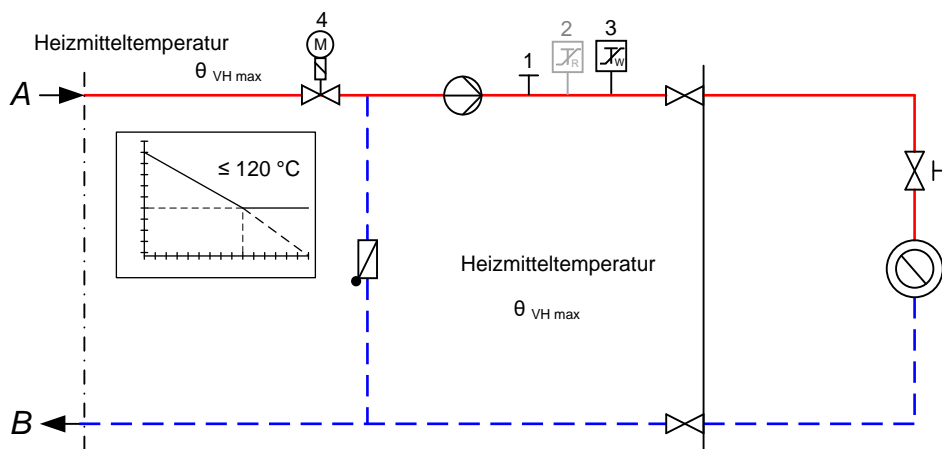 4
M
Heizmitteltemperatur
θ VH max
2
3
1
R
W
A
≤ 120 °C
Heizmitteltemperatur
θ VH max
B